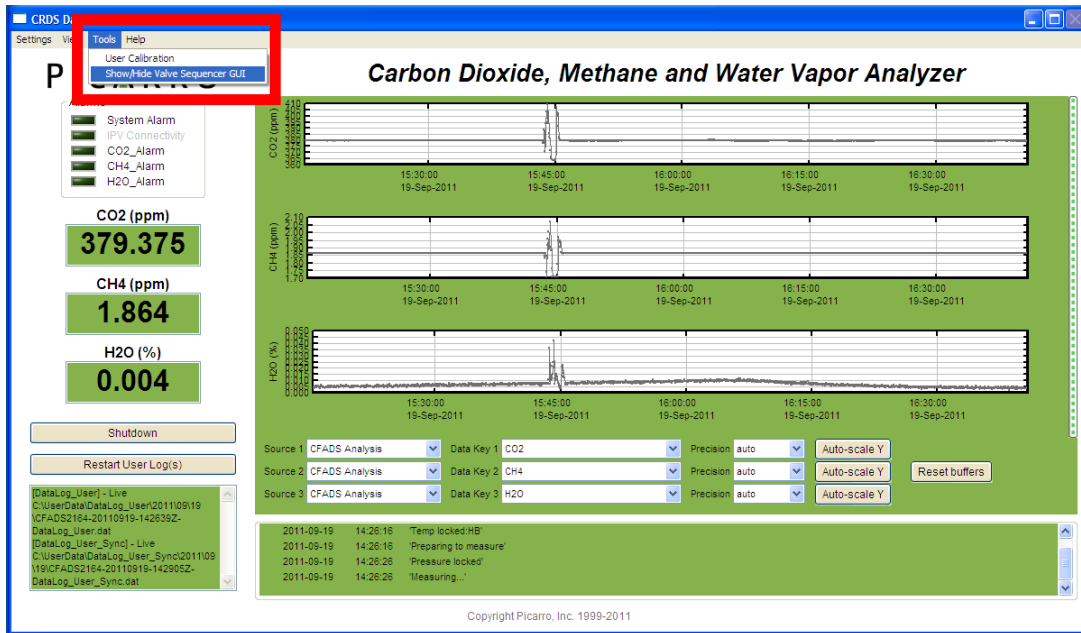 CRDS D
Settings Vie Tools Help
User Calibration
Show/Hide Valve Sequencer GUI
Carbon Dioxide, Methane and Water Vapor Analyzer
System Alarm
IPV Connectivity
CO2_Alarm
CH4_Alarm
H2O_Alarm
CO2 (ppm)
379.375
CH4 (ppm)
1.864
H2O (%)
0.004
Shutdown
Restart User Log(s)
[DataLog_User] - Live
C:\UserData\DataLog_User\2011\09\19
\CFADS2164-20110919-142639Z-
DataLog_User.dat
[DataLog_User_Sync] - Live
C:\UserData\DataLog_User_Sync\2011\09
\19\CFADS2164-20110919-142905Z-
DataLog_User_Sync.dat
CO2 (ppm)
410
360
15:30:00 15:45:00 16:00:00 16:15:00 16:30:00
19-Sep-2011 19-Sep-2011 19-Sep-2011 19-Sep-2011 19-Sep-2011
CH4 (ppm)
2.10
1.70
15:30:00 15:45:00 16:00:00 16:15:00 16:30:00
19-Sep-2011 19-Sep-2011 19-Sep-2011 19-Sep-2011 19-Sep-2011
H2O (%)
0.050
0.000
15:30:00 15:45:00 16:00:00 16:15:00 16:30:00
19-Sep-2011 19-Sep-2011 19-Sep-2011 19-Sep-2011 19-Sep-2011
Source 1 CFADS Analysis Data Key 1 CO2 Precision auto Auto-scale Y
Source 2 CFADS Analysis Data Key 2 CH4 Precision auto Auto-scale Y Reset buffers
Source 3 CFADS Analysis Data Key 3 H2O Precision auto Auto-scale Y
2011-09-19 14:26:16 'Temp locked:HB'
2011-09-19 14:26:16 'Preparing to measure'
2011-09-19 14:26:26 'Pressure locked'
2011-09-19 14:26:26 'Measuring...'
Copyright Picarro, Inc. 1999-2011